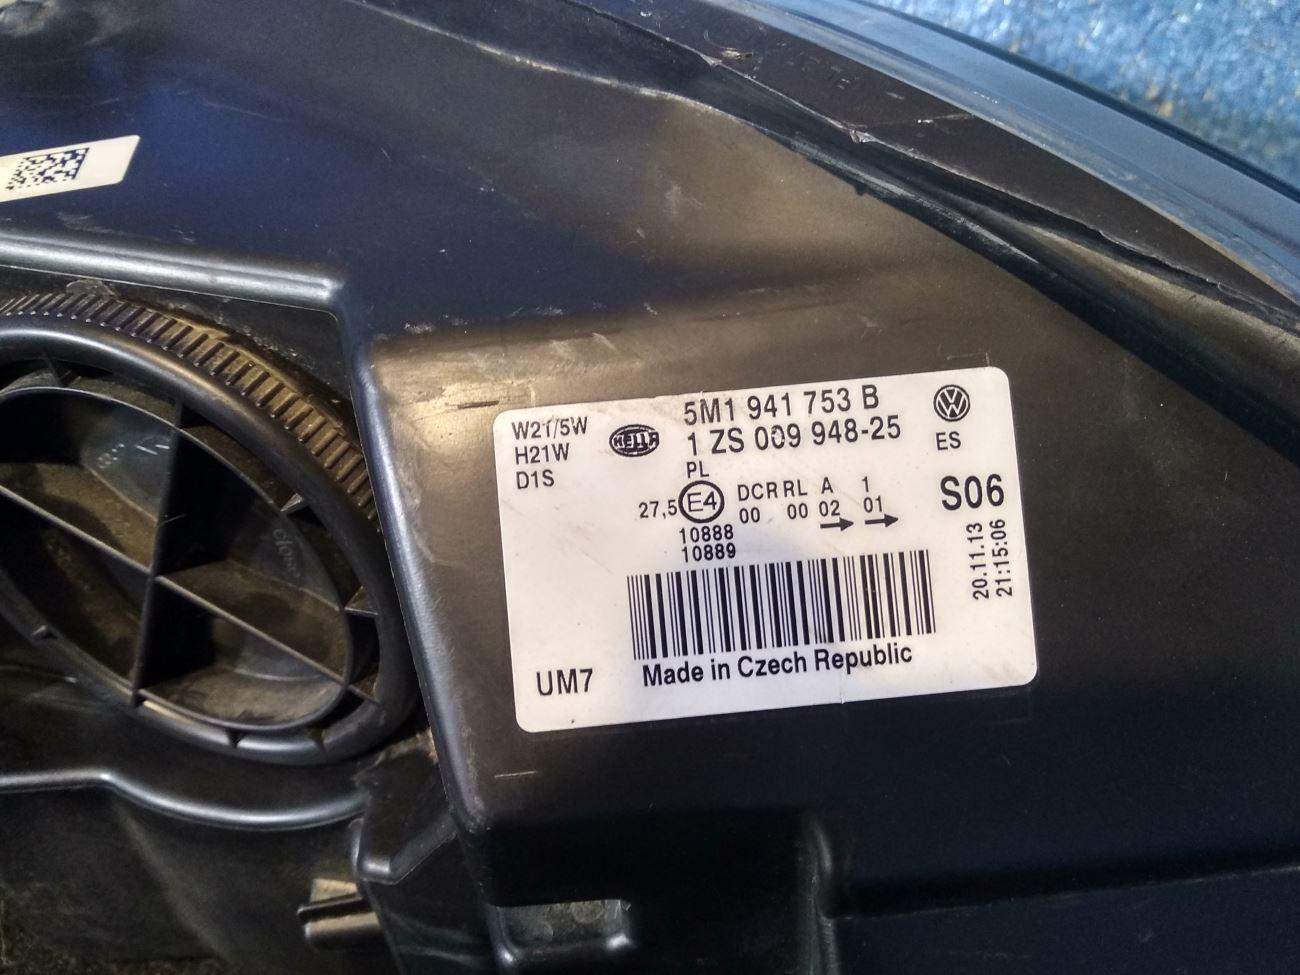 5M1 941 753 B
W21/5W
HELLA
1 ZS 009 948-25
H21W
ES
D1S
PL
27,5 E4 DCR RL A 1
00 00 02 01
S06
10888
10889
20.11.13
21:15:06
Made in Czech Republic
UM7